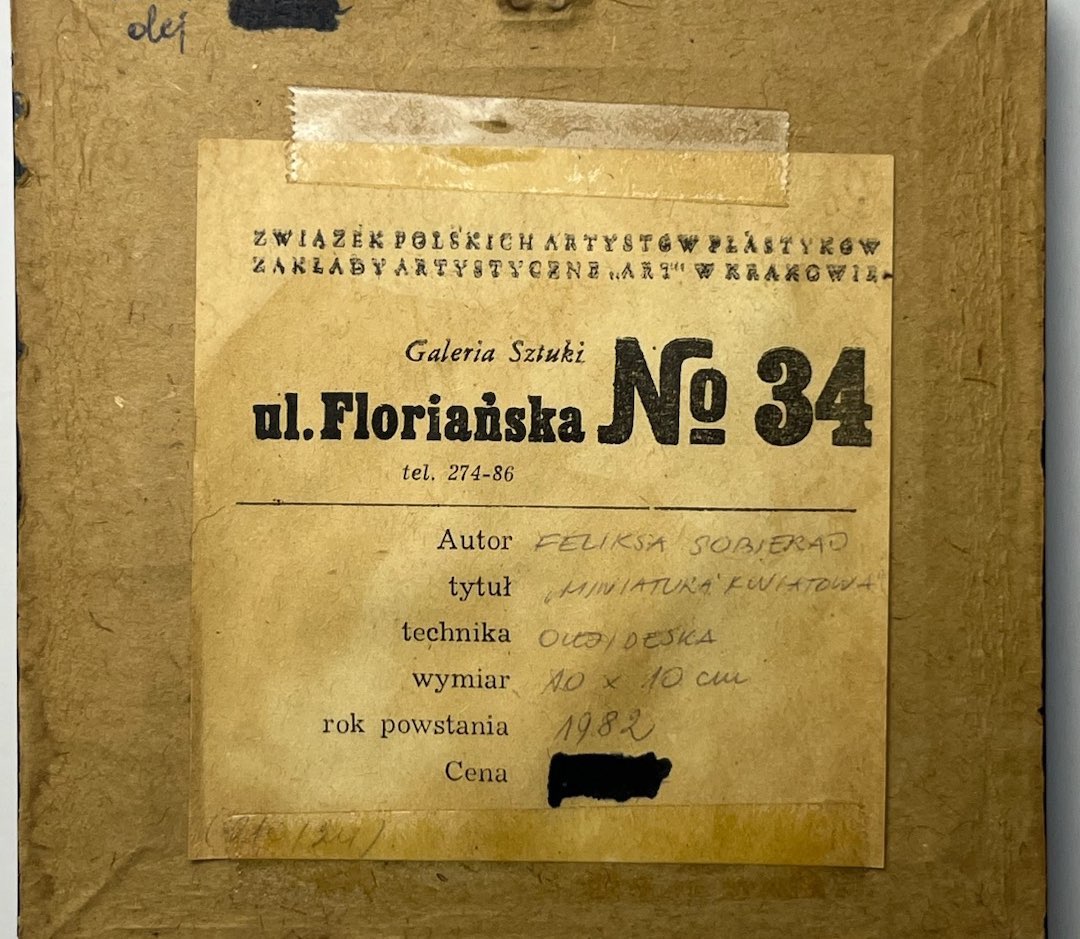 olej
ZWIĄZEK POLSKICH ARTYSTÓW PLASTYKÓW
ZAKŁADY ARTYSTYCZNE „ART" W KRAKOWIE
Galeria Sztuki
ul. Floriańska No 34
tel. 274-86
Autor FELIKSA SOBIERAJ
tytuł „MINIATURA KWIATOWA"
technika OLEJ/DESKA
wymiar 10 x 10 cm
rok powstania 1982
Cena